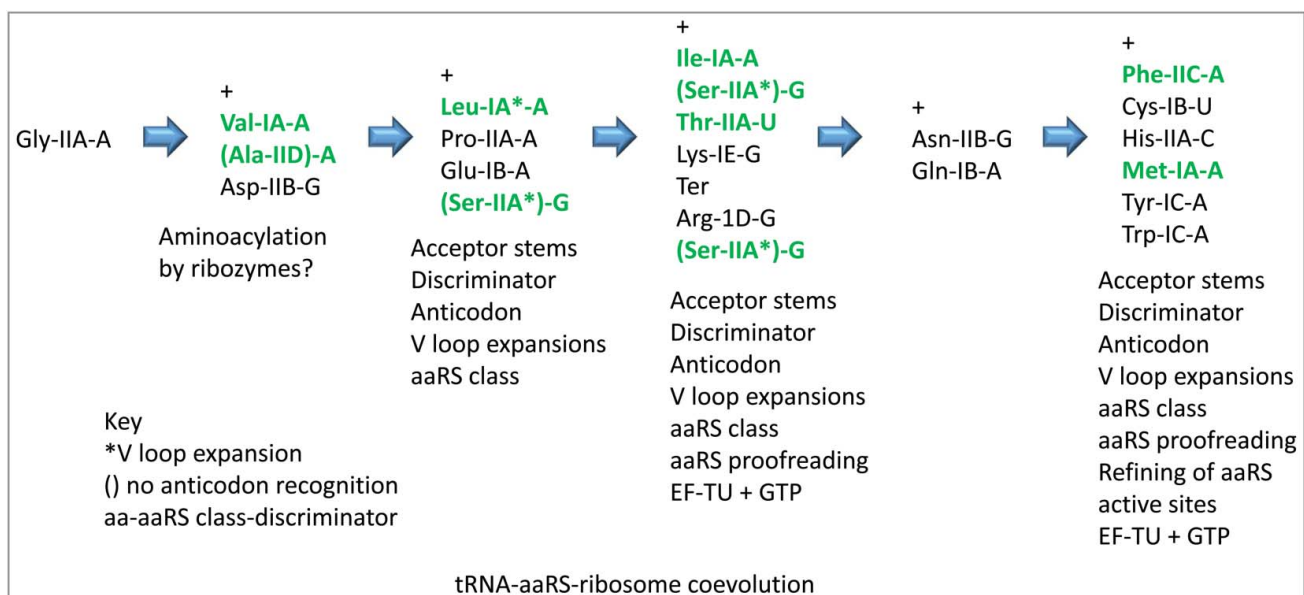 Gly-IIA-A
+
Val-IA-A
(Ala-IID)-A
Asp-IIB-G
Aminoacylation
by ribozymes?
+
Leu-IA*-A
Pro-IIA-A
Glu-IB-A
(Ser-IIA*)-G
Acceptor stems
Discriminator
Anticodon
V loop expansions
aaRS class
+
Ile-IA-A
(Ser-IIA*)-G
Thr-IIA-U
Lys-IE-G
Ter
Arg-1D-G
(Ser-IIA*)-G
Acceptor stems
Discriminator
Anticodon
V loop expansions
aaRS class
aaRS proofreading
EF-TU + GTP
+
Asn-IIB-G
Gln-IB-A
+
Phe-IIC-A
Cys-IB-U
His-IIA-C
Met-IA-A
Tyr-IC-A
Trp-IC-A
Acceptor stems
Discriminator
Anticodon
V loop expansions
aaRS class
aaRS proofreading
Refining of aaRS
active sites
EF-TU + GTP
Key
*V loop expansion
() no anticodon recognition
aa-aaRS class-discriminator
tRNA-aaRS-ribosome coevolution